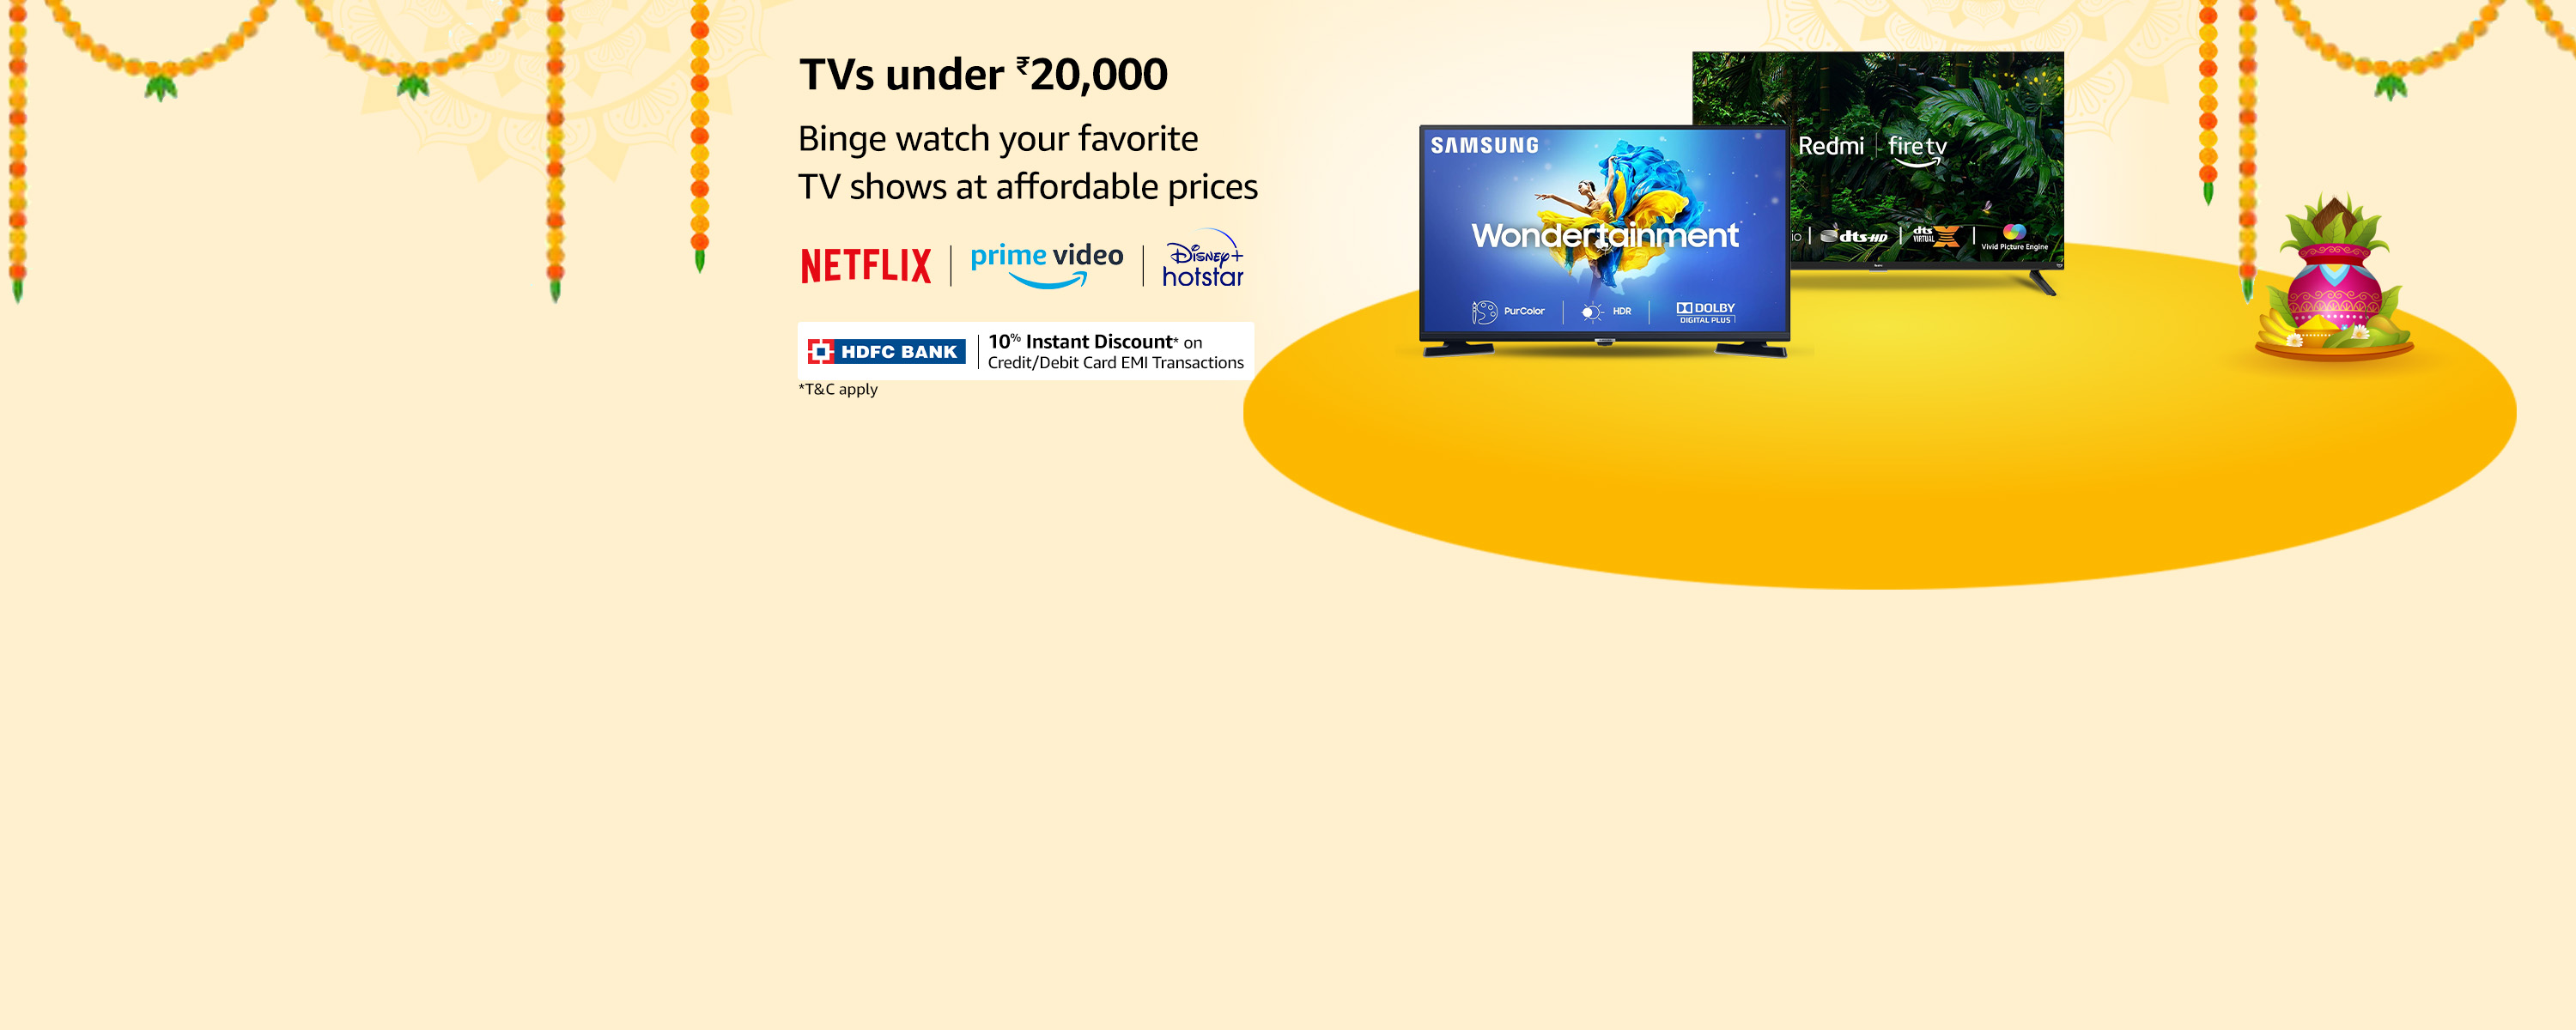 TVs under ₹20,000
Binge watch your favorite
TV shows at affordable prices
NETFLIX | prime video | Disney+ hotstar
HDFC BANK | 10% Instant Discount* on
Credit/Debit Card EMI Transactions
*T&C apply
SAMSUNG
Wondertainment
PurColor | HDR | DOLBY
DIGITAL PLUS
Redmi | fire tv
dts-HD | dts VIRTUAL X | Vivid Picture Engine